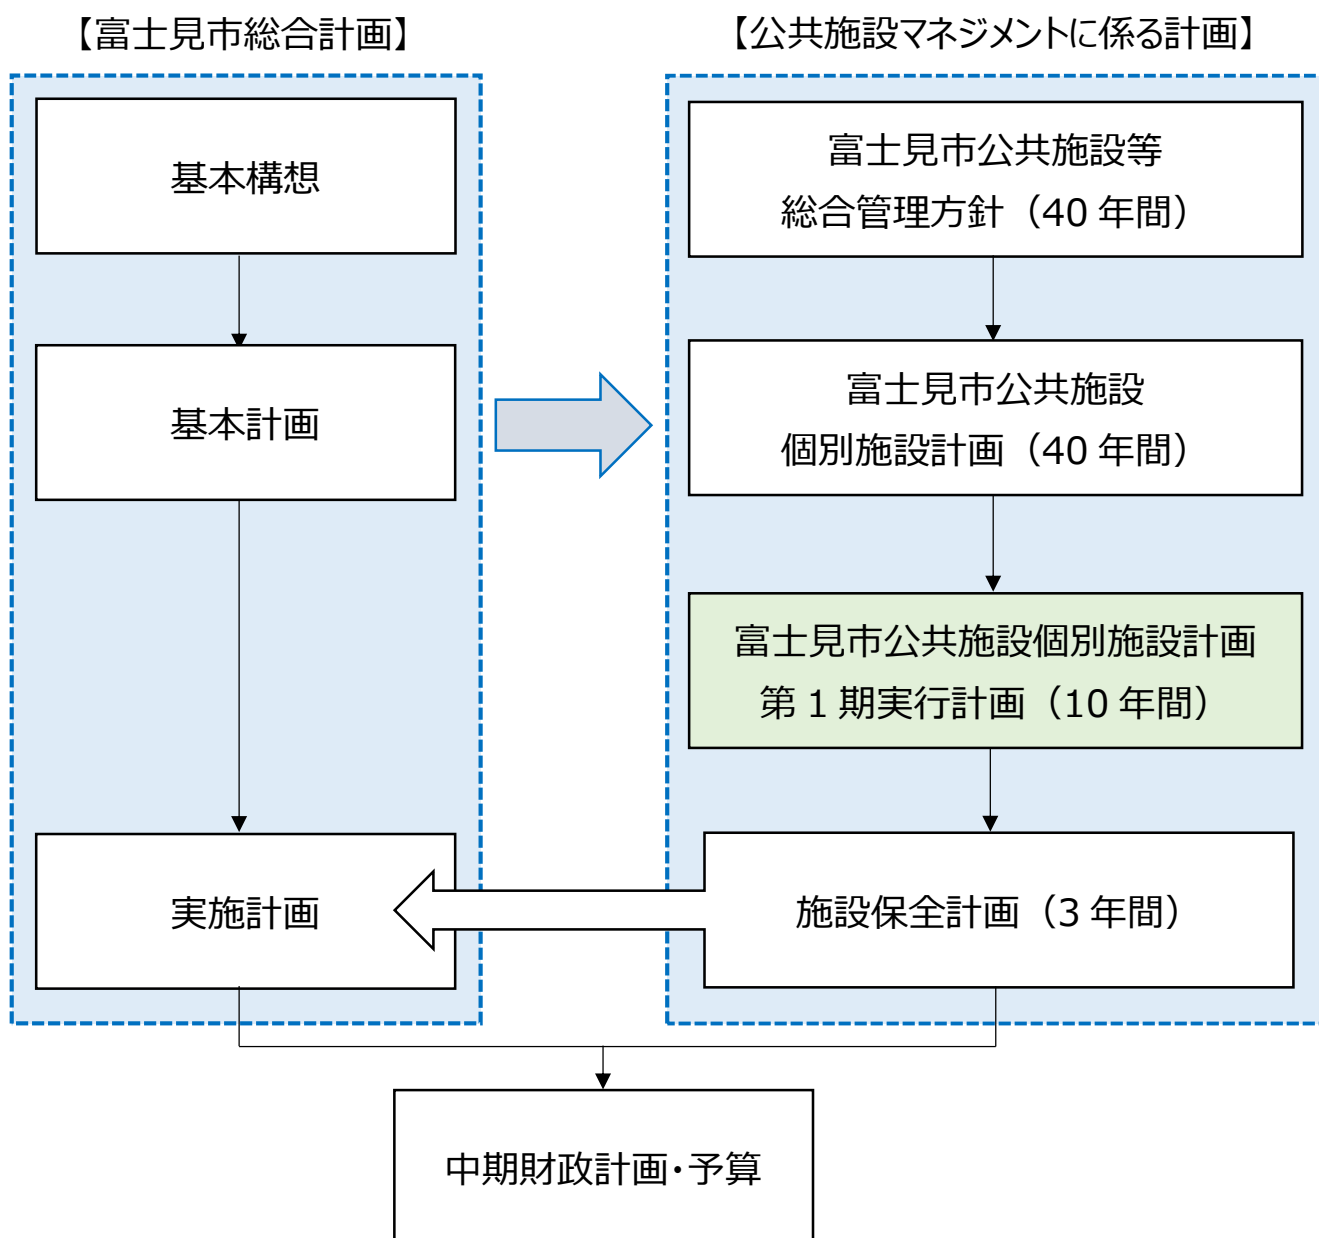 【富士見市総合計画】
基本構想
基本計画
実施計画
【公共施設マネジメントに係る計画】
富士見市公共施設等
総合管理方針（40 年間）
富士見市公共施設
個別施設計画（40 年間）
富士見市公共施設個別施設計画
第 1 期実行計画（10 年間）
施設保全計画（3 年間）
中期財政計画・予算